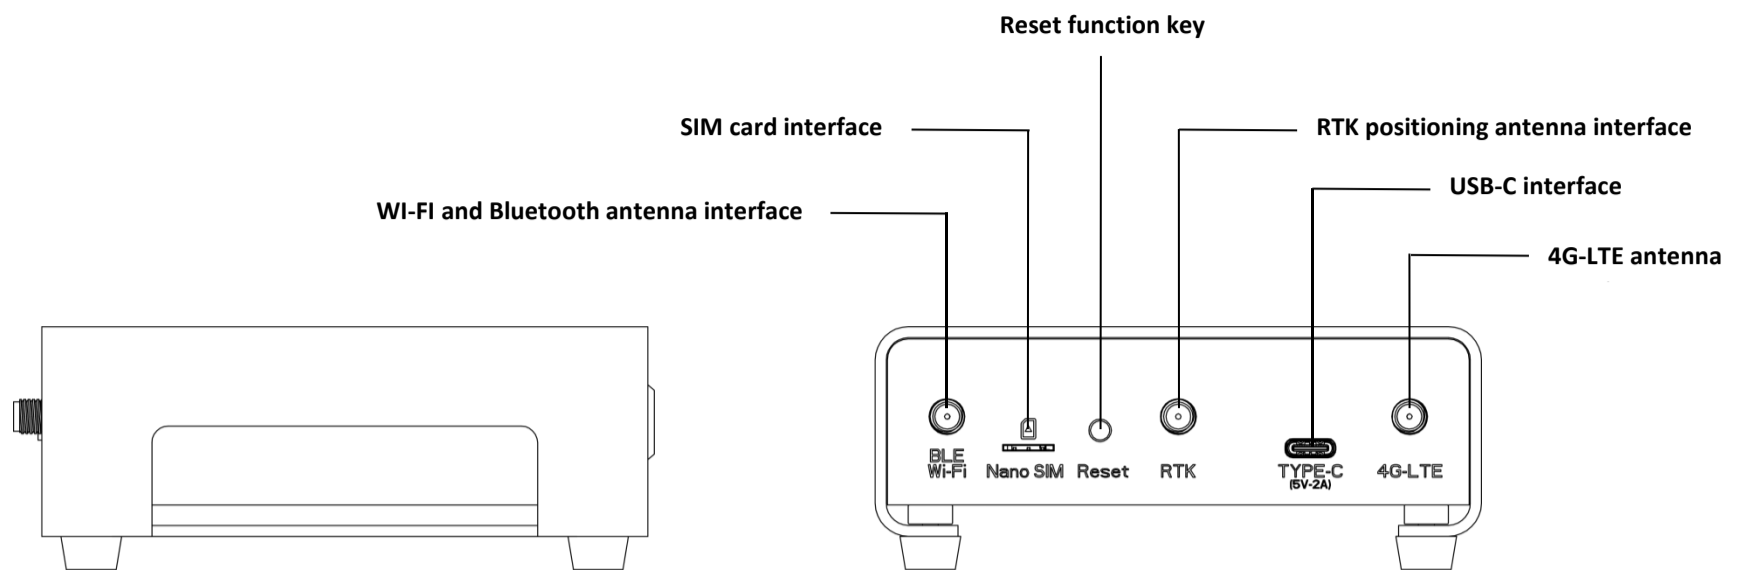 Reset function key
SIM card interface
RTK positioning antenna interface
USB-C interface
WI-FI and Bluetooth antenna interface
4G-LTE antenna
BLE
Wi-Fi
Nano SIM
Reset
RTK
TYPE-C
(5V-2A)
4G-LTE